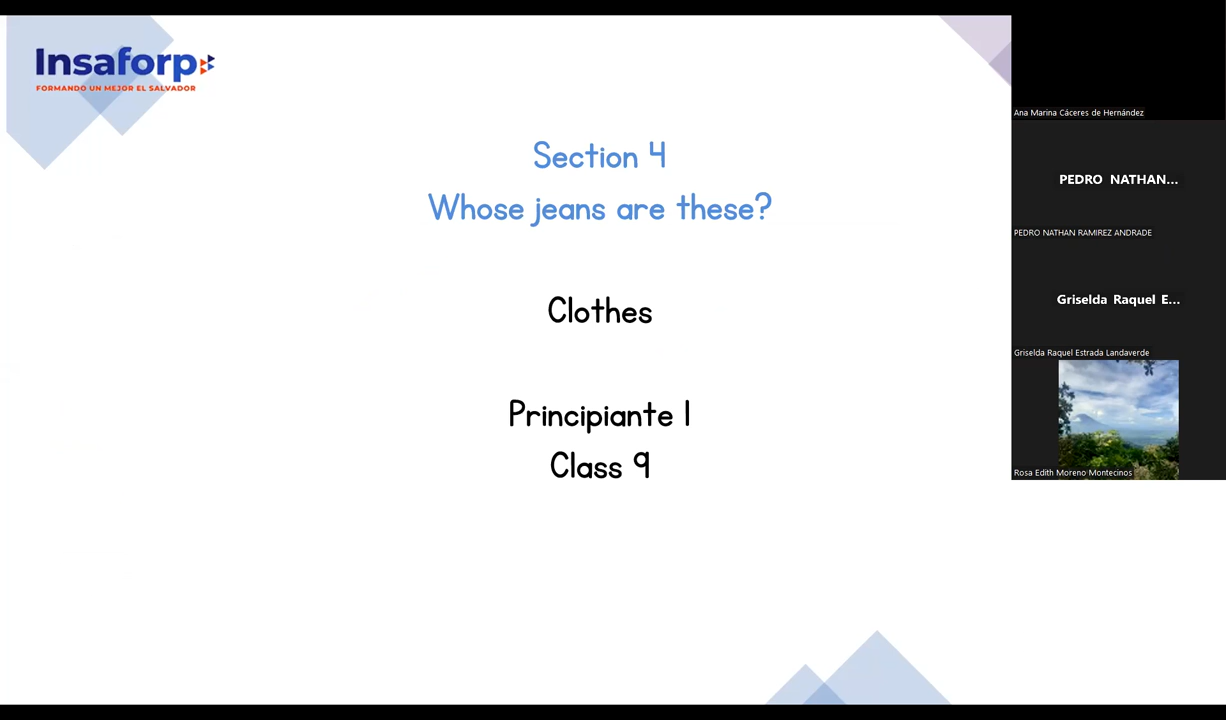 Insaforp
FORMANDO UN MEJOR EL SALVADOR
Section 4
Whose jeans are these?
Clothes
Principiante 1
Class 9
Ana Marina Cáceres de Hernández
PEDRO NATHAN...
PEDRO NATHAN RAMIREZ ANDRADE
Griselda Raquel E...
Griselda Raquel Estrada Landaverde
Rosa Edith Moreno Montecinos